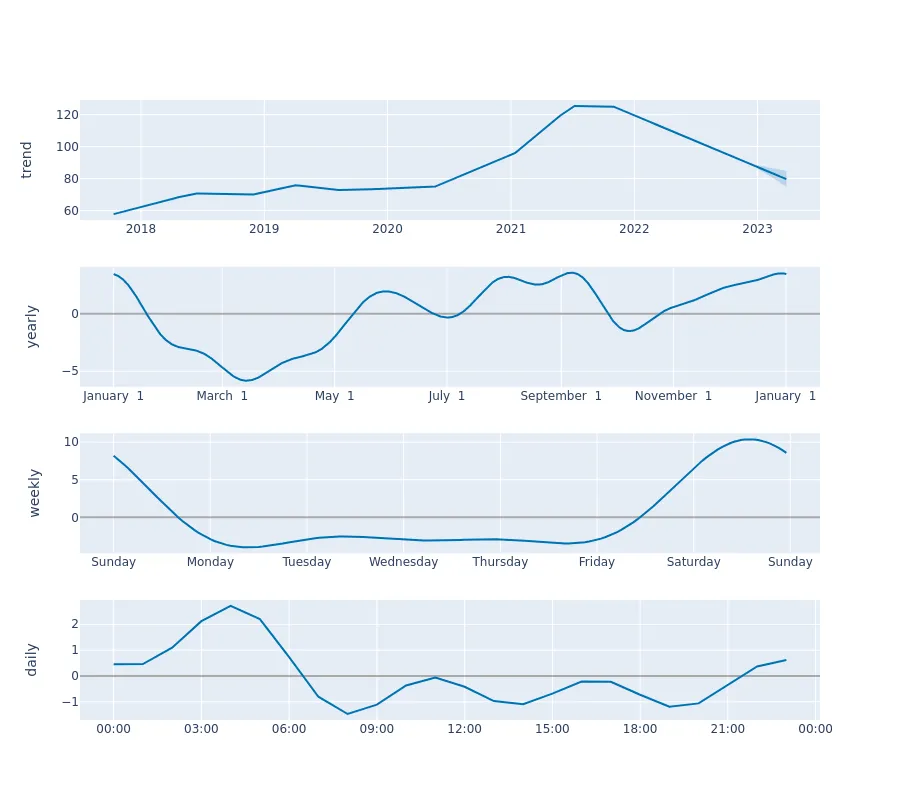 trend
120
100
80
60
2018 2019 2020 2021 2022 2023
yearly
0
−5
January 1 March 1 May 1 July 1 September 1 November 1 January 1
weekly
10
5
0
Sunday Monday Tuesday Wednesday Thursday Friday Saturday Sunday
daily
2
1
0
−1
00:00 03:00 06:00 09:00 12:00 15:00 18:00 21:00 00:00